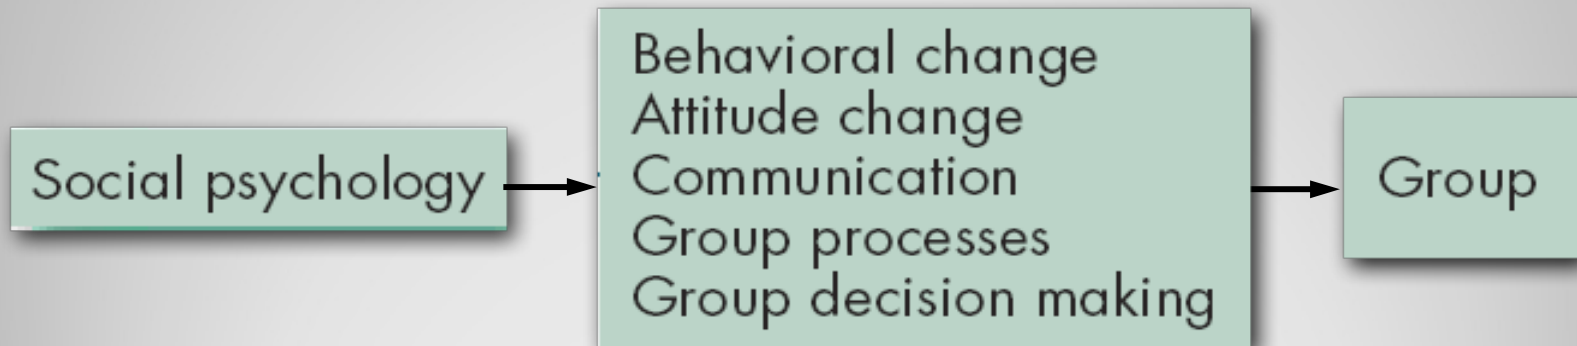 Social psychology
Behavioral change
Attitude change
Communication
Group processes
Group decision making
Group